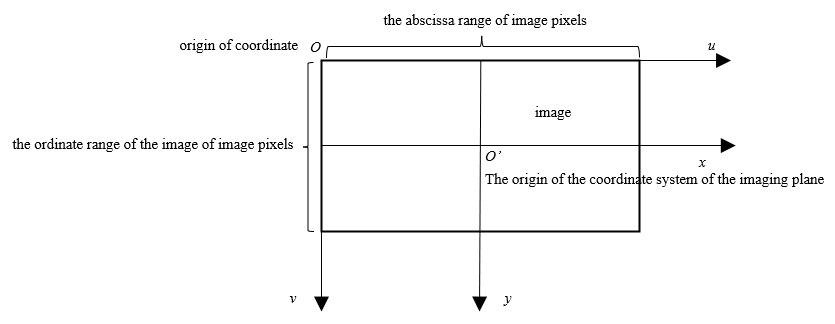 the abscissa range of image pixels
origin of coordinate O
u
image
the ordinate range of the image of image pixels
O’
x
The origin of the coordinate system of the imaging plane
v
y